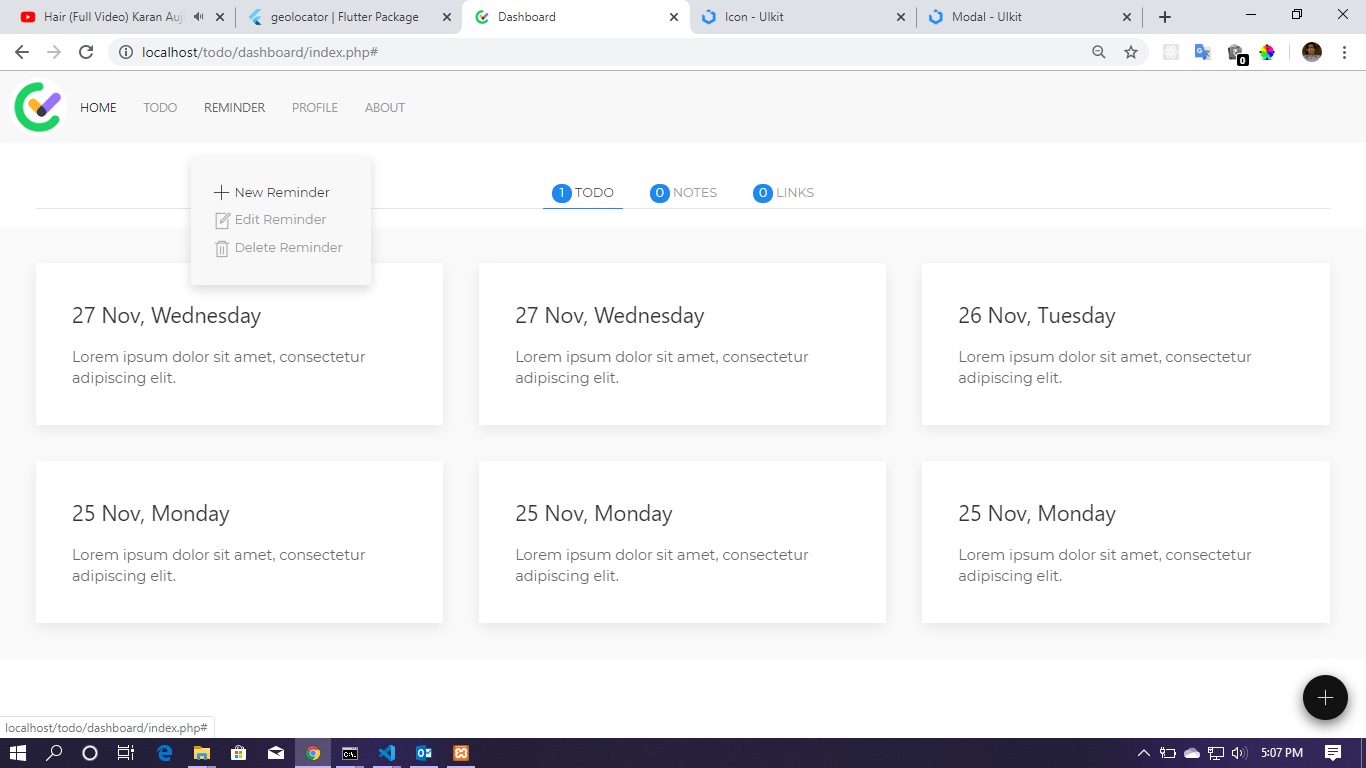 Hair (Full Video) Karan Auj
geolocator | Flutter Package
Dashboard
Icon - UIkit
Modal - UIkit
localhost/todo/dashboard/index.php#
0
HOME TODO REMINDER PROFILE ABOUT
New Reminder
Edit Reminder
Delete Reminder
1 TODO 0 NOTES 0 LINKS
27 Nov, Wednesday
Lorem ipsum dolor sit amet, consectetur
adipiscing elit.
27 Nov, Wednesday
Lorem ipsum dolor sit amet, consectetur
adipiscing elit.
26 Nov, Tuesday
Lorem ipsum dolor sit amet, consectetur
adipiscing elit.
25 Nov, Monday
Lorem ipsum dolor sit amet, consectetur
adipiscing elit.
25 Nov, Monday
Lorem ipsum dolor sit amet, consectetur
adipiscing elit.
25 Nov, Monday
Lorem ipsum dolor sit amet, consectetur
adipiscing elit.
localhost/todo/dashboard/index.php#
5:07 PM